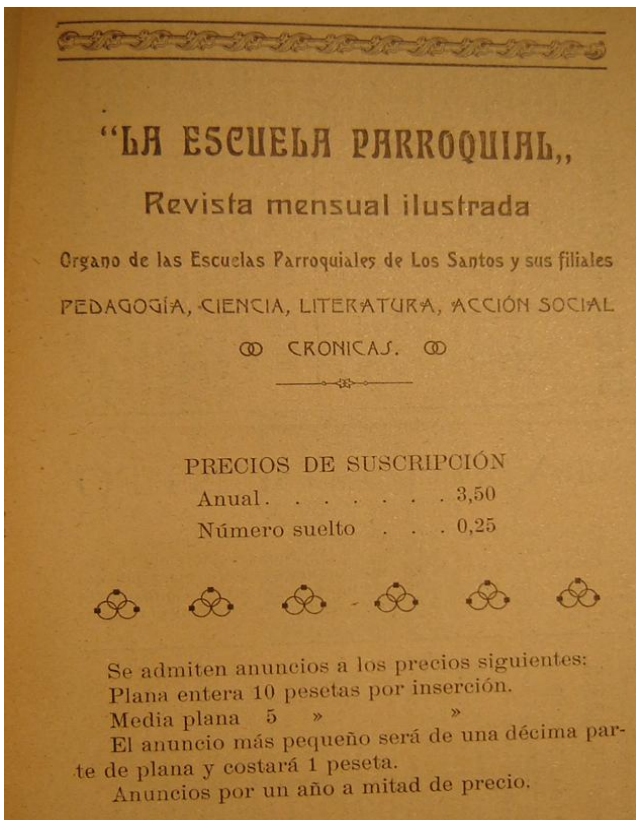 “LA ESCUELA PARROQUIAL„
Revista mensual ilustrada
Organo de las Escuelas Parroquiales de Los Santos y sus filiales
PEDAGOGÍA, CIENCIA, LITERATURA, ACCIÓN SOCIAL
CRONICAS.
PRECIOS DE SUSCRIPCIÓN
Anual. . . . . . . 3,50
Número suelto . . . 0,25
Se admiten anuncios a los precios siguientes:
Plana entera 10 pesetas por inserción.
Media plana 5 » »
El anuncio más pequeño será de una décima par-
te de plana y costará 1 peseta.
Anuncios por un año a mitad de precio.